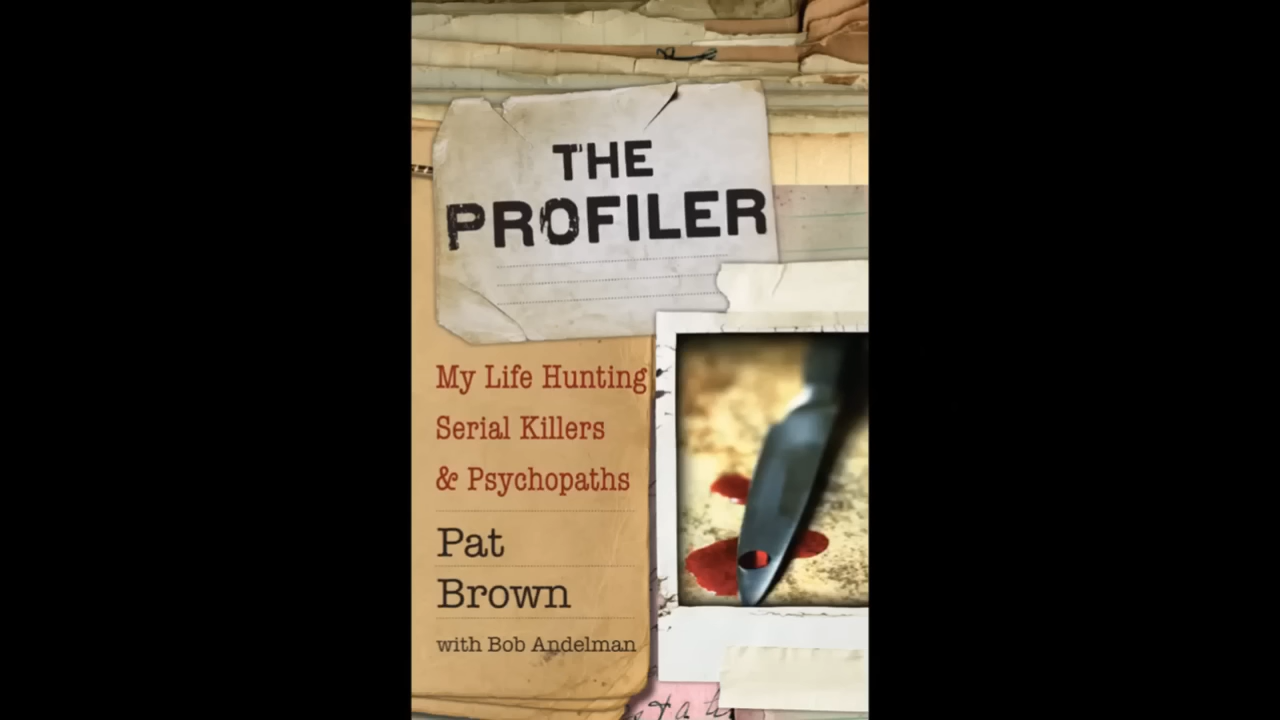 THE
PROFILER
My Life Hunting
Serial Killers
& Psychopaths
Pat
Brown
with Bob Andelman